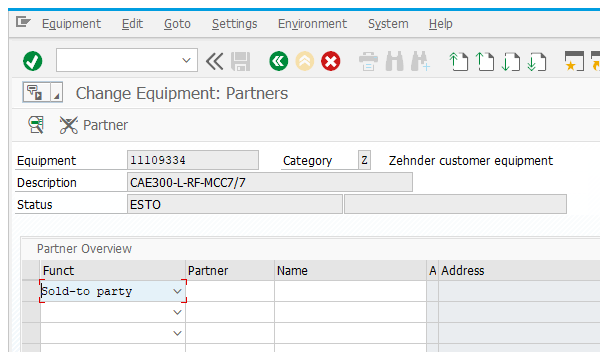 Equipment Edit Goto Settings Environment System Help
Change Equipment: Partners
Partner
Equipment 11109334 Category Z Zehnder customer equipment
Description CAE300-L-RF-MCC7/7
Status ESTO
Partner Overview
Funct Partner Name A Address
Sold-to party